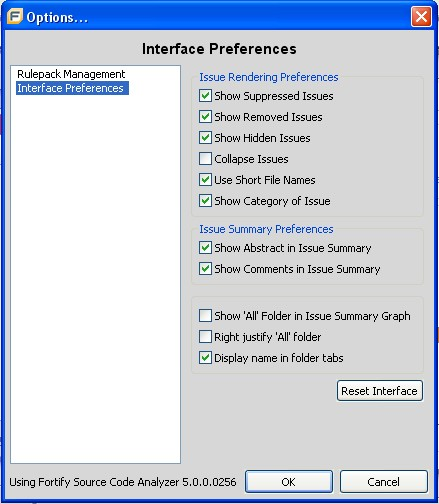 Options...
Interface Preferences
Rulepack Management
Interface Preferences
Issue Rendering Preferences
Show Suppressed Issues
Show Removed Issues
Show Hidden Issues
Collapse Issues
Use Short File Names
Show Category of Issue
Issue Summary Preferences
Show Abstract in Issue Summary
Show Comments in Issue Summary
Show 'All' Folder in Issue Summary Graph
Right justify 'All' folder
Display name in folder tabs
Reset Interface
Using Fortify Source Code Analyzer 5.0.0.0256
OK
Cancel